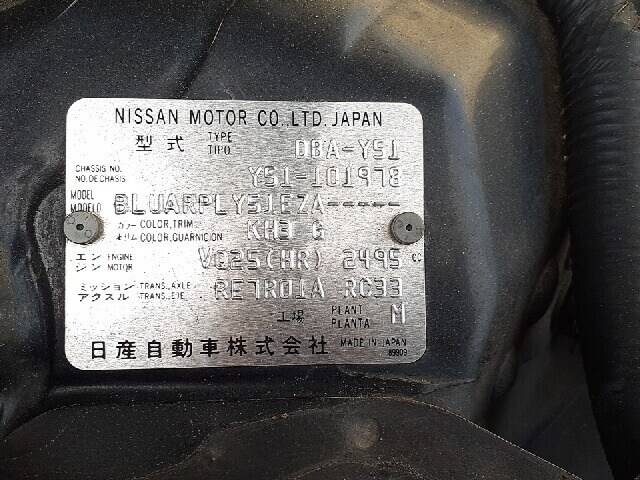 NISSAN MOTOR CO.,LTD. JAPAN
型式 TYPE TIPO DBA-Y51
CHASSIS NO. NO.DE CHASIS Y51-101978
MODEL MODELO BLUARPLY51EZA-----
カラー COLOR,TRIM トリム COLOR,GUARNICION KH3 G
エンジン ENGINE MOTOR VQ25(HR) 2495 cc
ミッション アクスル TRANS.,AXLE TRANS.,EJE RE7R01A RC33
工場 PLANT PLANTA M
日産自動車株式会社 MADE IN JAPAN
89909